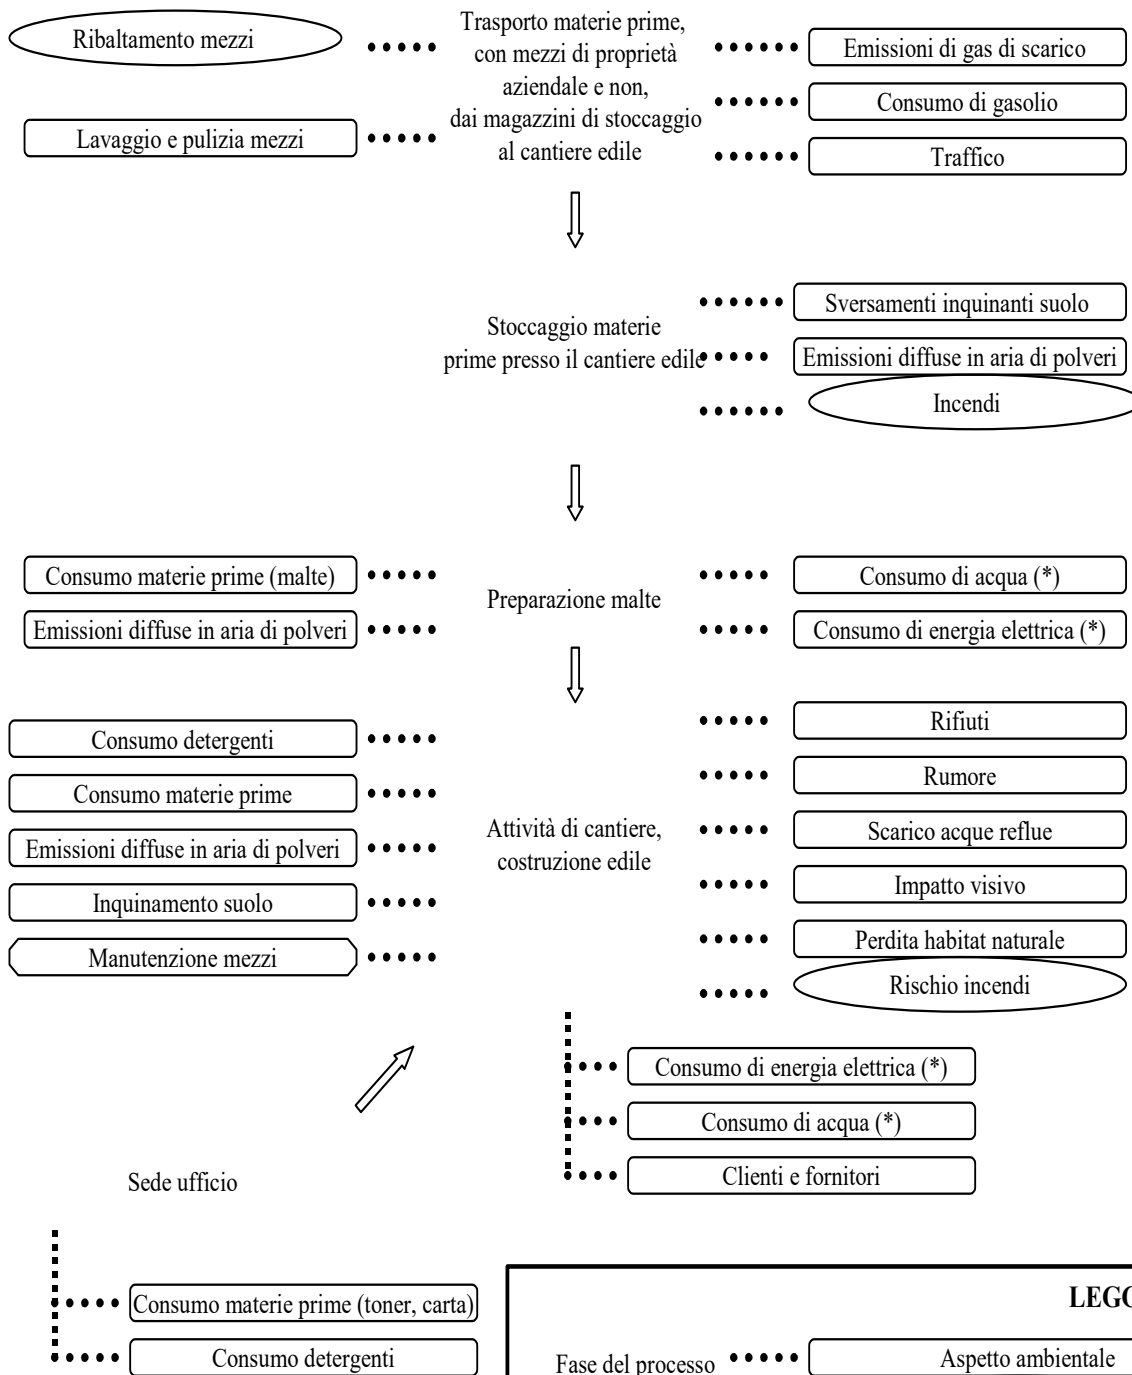 Ribaltamento mezzi
Lavaggio e pulizia mezzi
Trasporto materie prime,
con mezzi di proprietà
aziendale e non,
dai magazzini di stoccaggio
al cantiere edile
Emissioni di gas di scarico
Consumo di gasolio
Traffico
Stoccaggio materie
prime presso il cantiere edile
Sversamenti inquinanti suolo
Emissioni diffuse in aria di polveri
Incendi
Consumo materie prime (malte)
Emissioni diffuse in aria di polveri
Preparazione malte
Consumo di acqua (*)
Consumo di energia elettrica (*)
Consumo detergenti
Consumo materie prime
Emissioni diffuse in aria di polveri
Inquinamento suolo
Manutenzione mezzi
Attività di cantiere,
costruzione edile
Rifiuti
Rumore
Scarico acque reflue
Impatto visivo
Perdita habitat naturale
Rischio incendi
Consumo di energia elettrica (*)
Consumo di acqua (*)
Clienti e fornitori
Sede ufficio
Consumo materie prime (toner, carta)
Consumo detergenti
Fase del processo
Aspetto ambientale